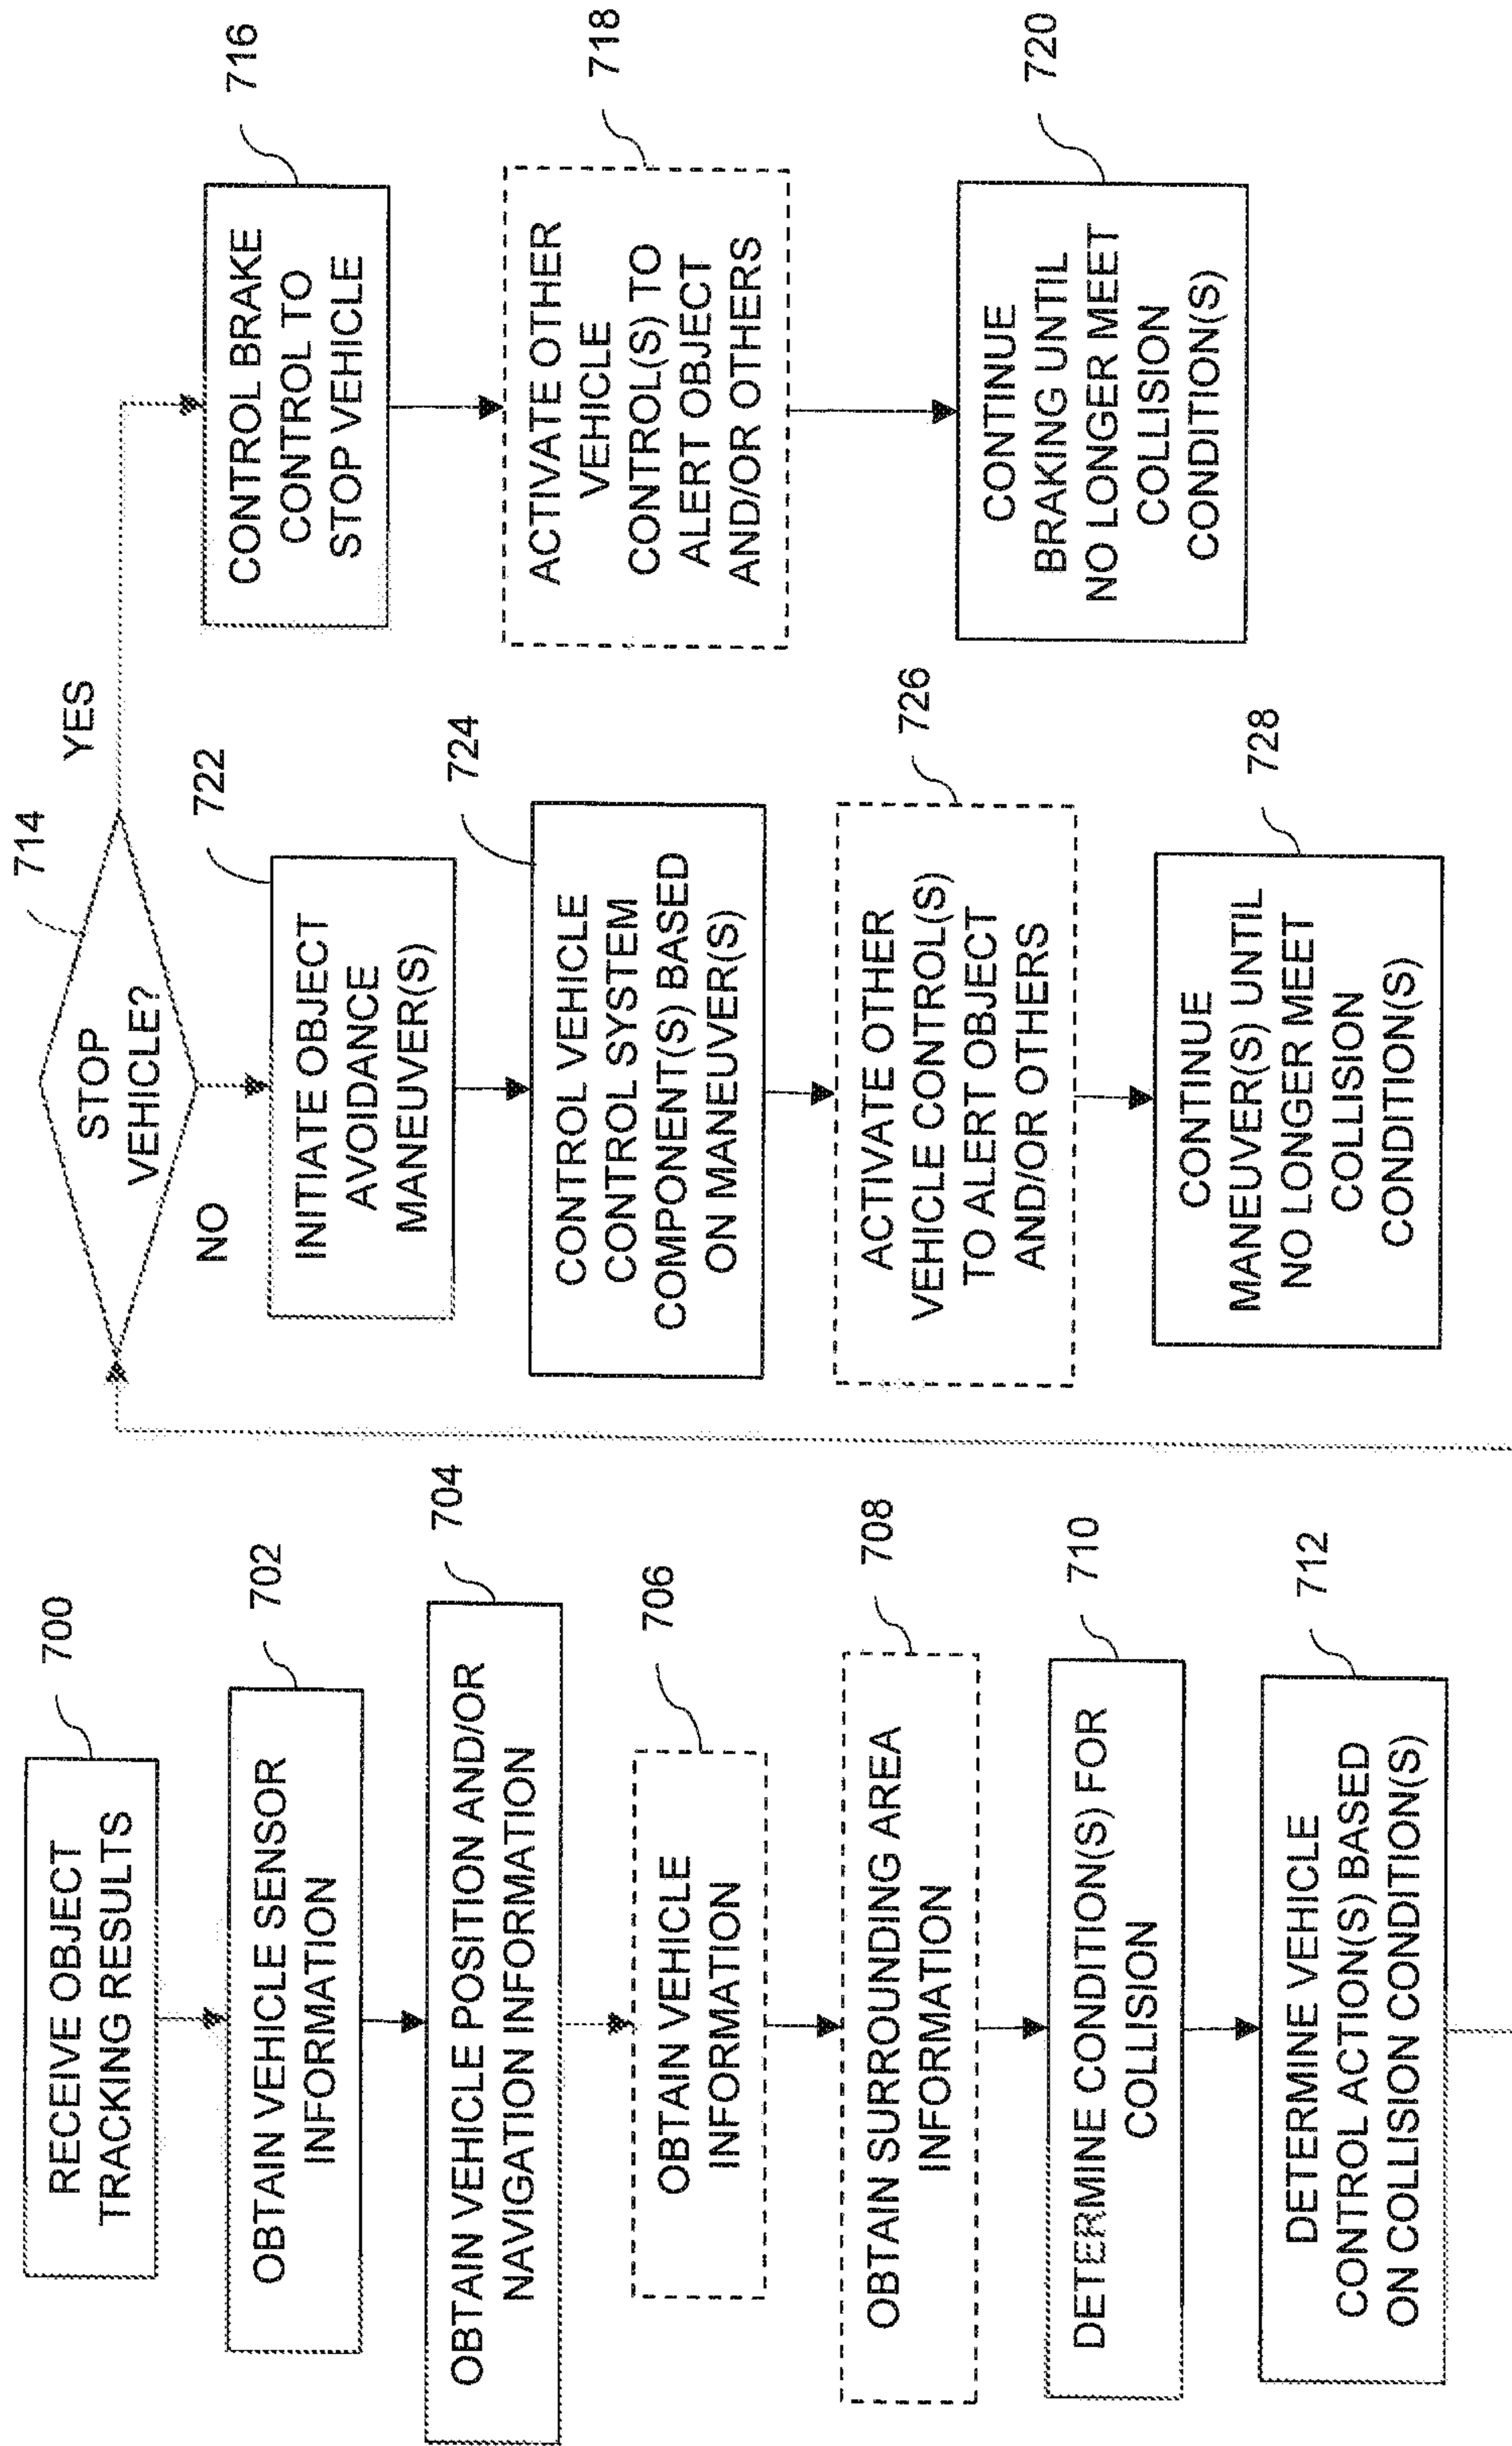 700
RECEIVE OBJECT
TRACKING RESULTS
702
OBTAIN VEHICLE SENSOR
INFORMATION
704
OBTAIN VEHICLE POSITION AND/OR
NAVIGATION INFORMATION
706
OBTAIN VEHICLE
INFORMATION
708
OBTAIN SURROUNDING AREA
INFORMATION
710
DETERMINE CONDITION(S) FOR
COLLISION
712
DETERMINE VEHICLE
CONTROL ACTION(S) BASED
ON COLLISION CONDITION(S)
714
STOP
VEHICLE?
YES
NO
722
INITIATE OBJECT
AVOIDANCE
MANEUVER(S)
724
CONTROL VEHICLE
CONTROL SYSTEM
COMPONENT(S) BASED
ON MANEUVER(S)
726
ACTIVATE OTHER
VEHICLE CONTROL(S)
TO ALERT OBJECT
AND/OR OTHERS
728
CONTINUE
MANEUVER(S) UNTIL
NO LONGER MEET
COLLISION
CONDITION(S)
716
CONTROL BRAKE
CONTROL TO
STOP VEHICLE
718
ACTIVATE OTHER
VEHICLE
CONTROL(S) TO
ALERT OBJECT
AND/OR OTHERS
720
CONTINUE
BRAKING UNTIL
NO LONGER MEET
COLLISION
CONDITION(S)